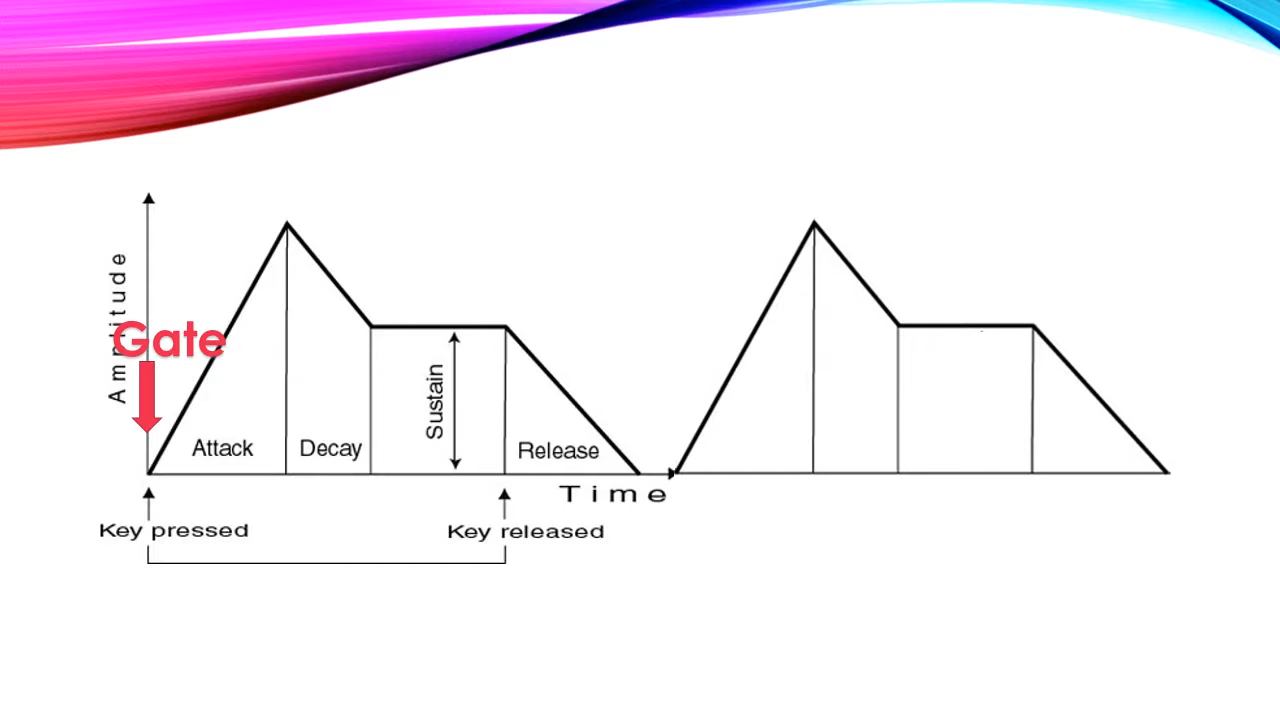 Amplitude
Gate
Attack
Decay
Sustain
Release
Time
Key pressed
Key released